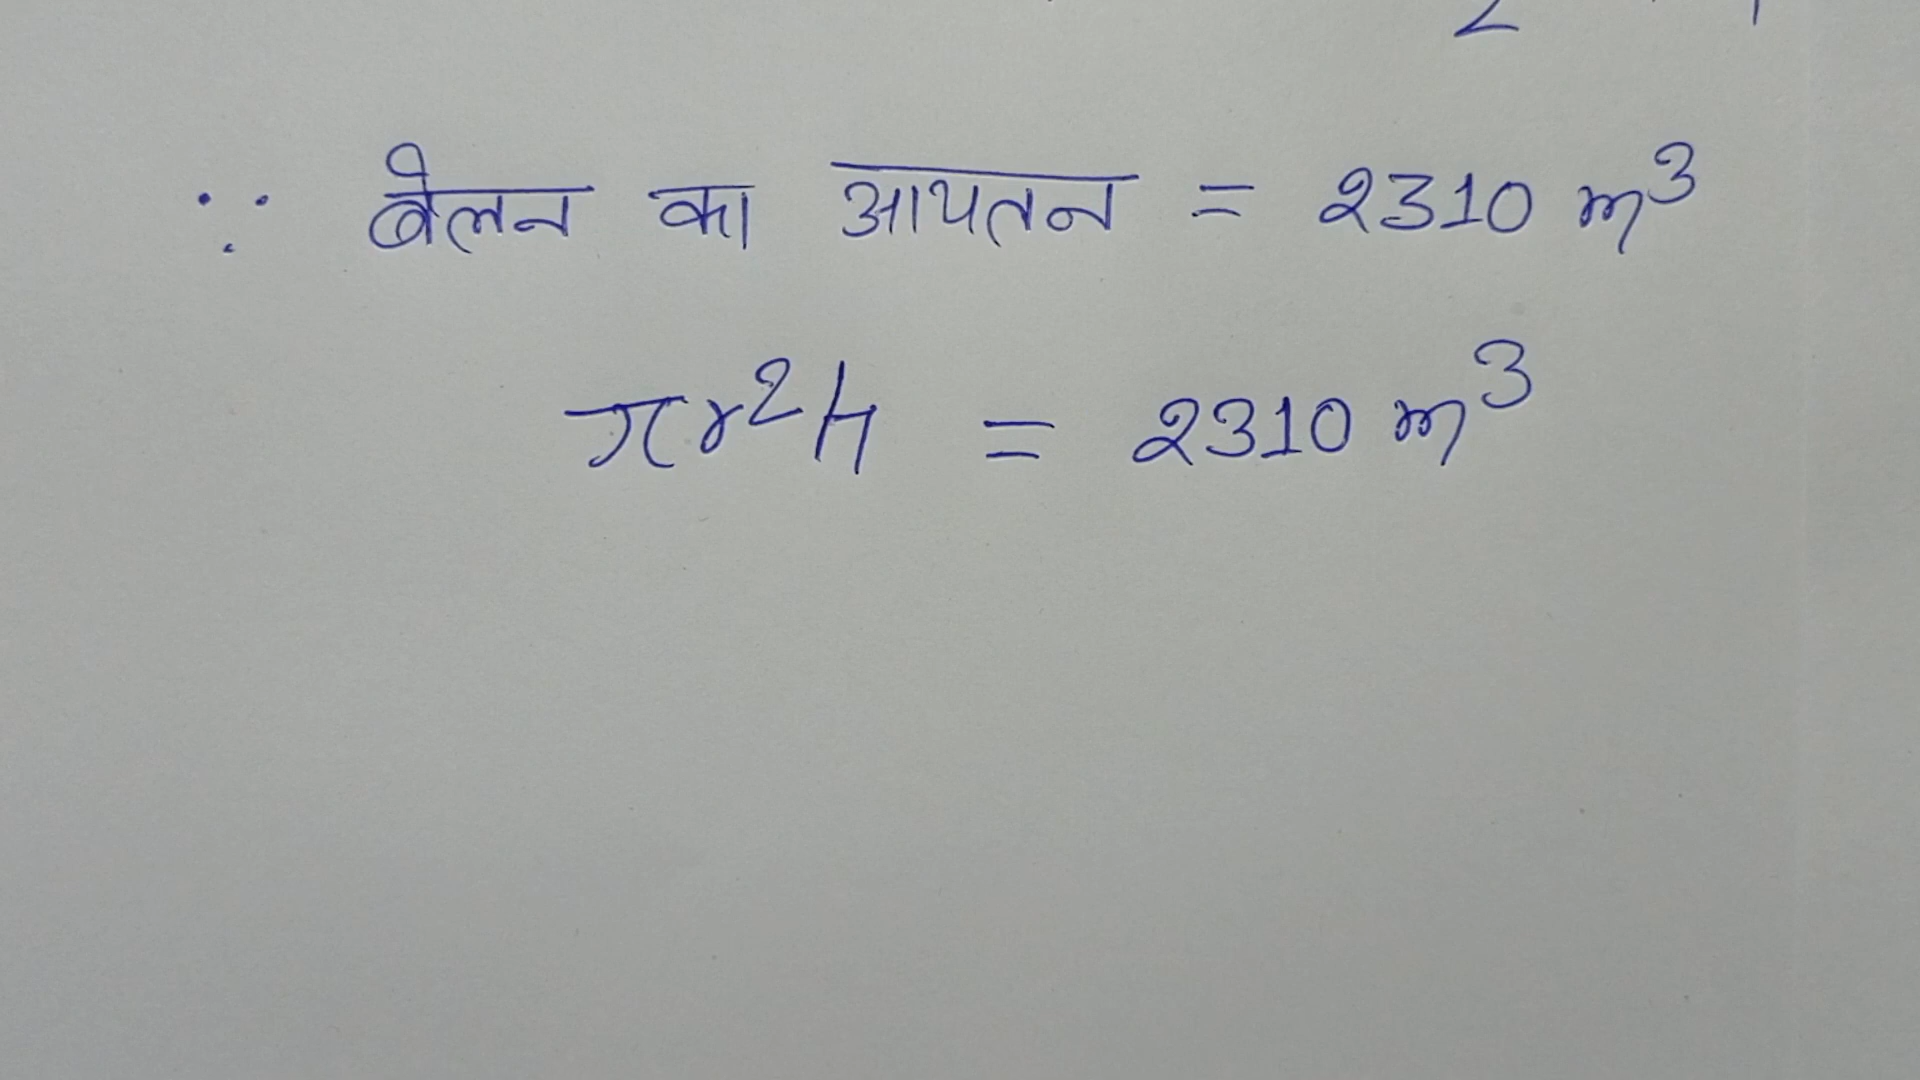 ∵ बेलन का आयतन = 2310 m³
πr²h = 2310 m³